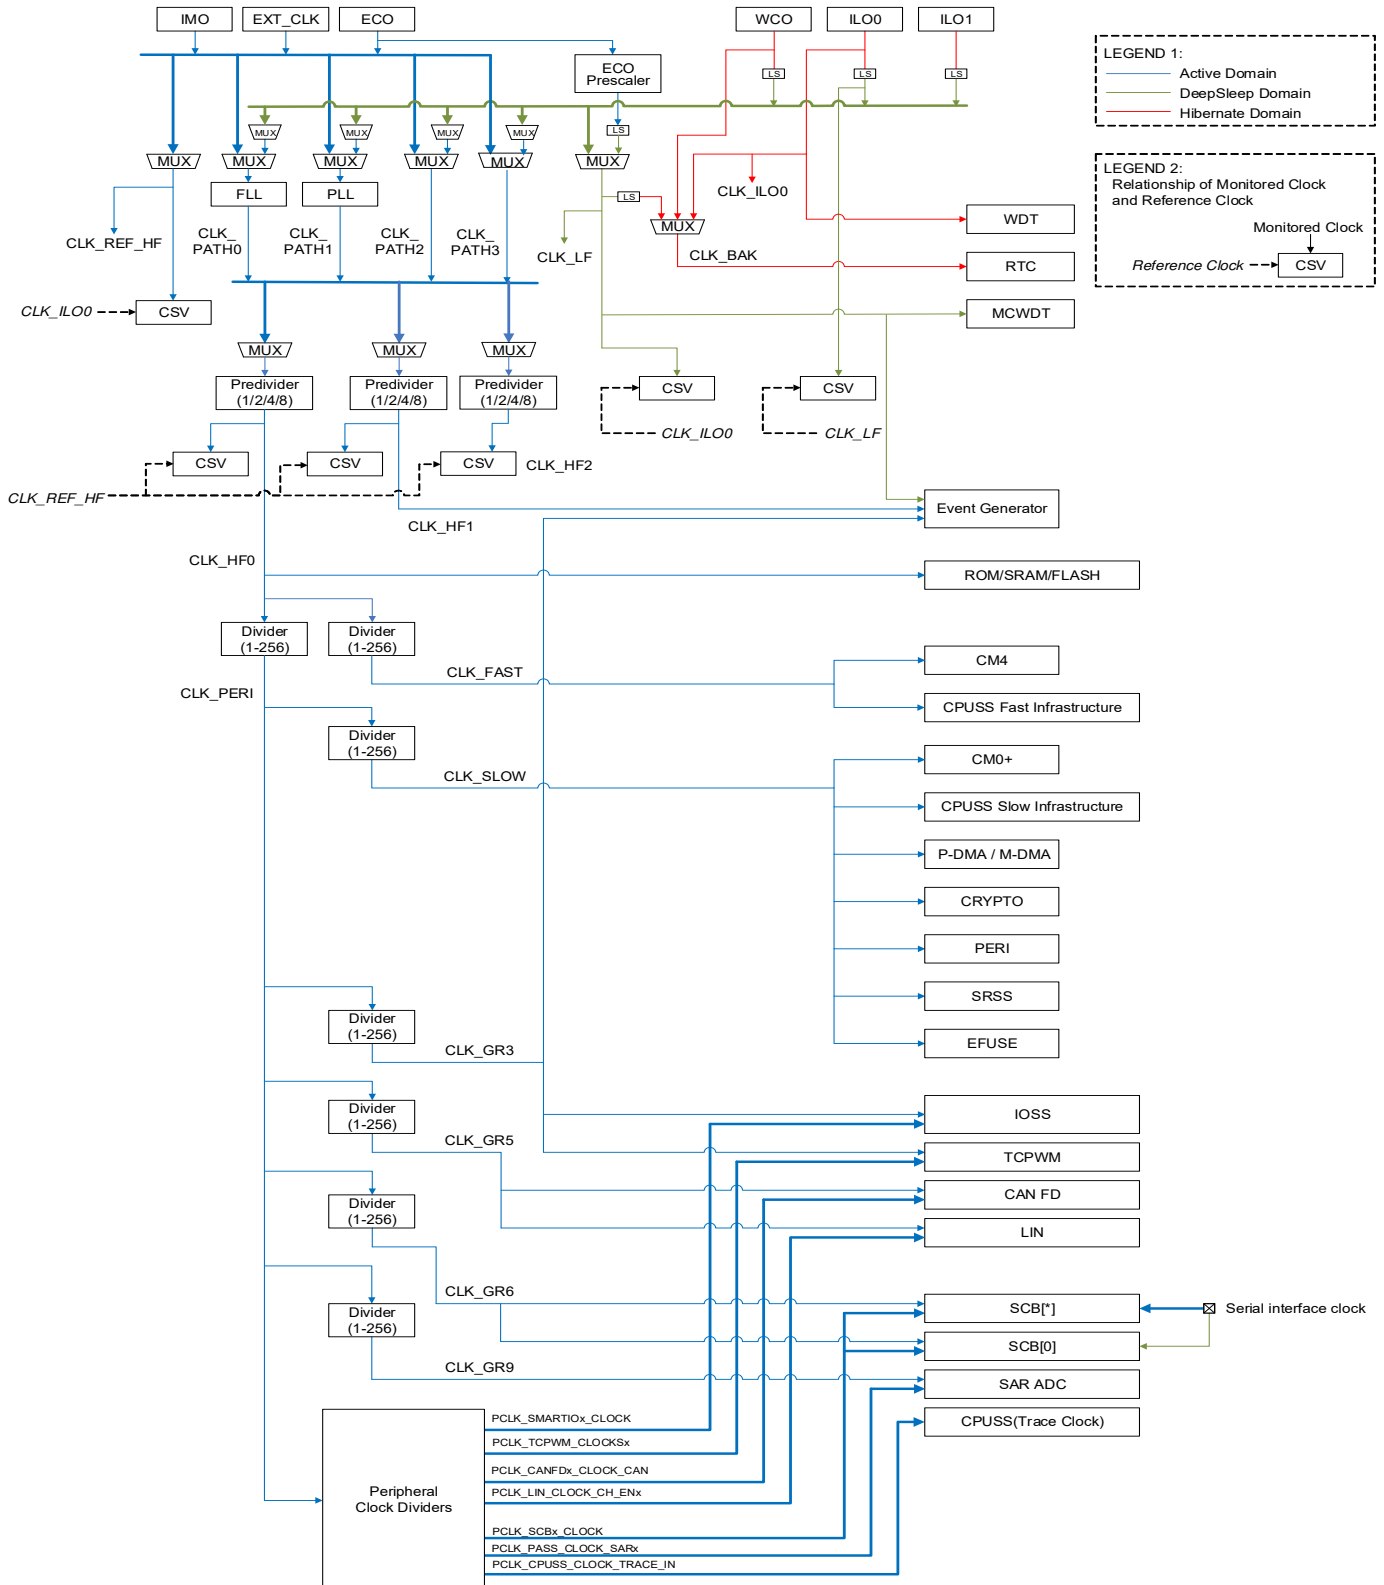 IMO
EXT_CLK
ECO
WCO
ILO0
ILO1
LEGEND 1:
Active Domain
DeepSleep Domain
Hibernate Domain
ECO
Prescaler
LS
LS
LS
LS
MUX
MUX
MUX
MUX
MUX
MUX
MUX
MUX
MUX
MUX
LEGEND 2:
Relationship of Monitored Clock
and Reference Clock
Monitored Clock
Reference Clock
CSV
FLL
PLL
LS
CLK_ILO0
MUX
WDT
CLK_REF_HF
CLK_
PATH0
CLK_
PATH1
CLK_
PATH2
CLK_
PATH3
CLK_LF
CLK_BAK
RTC
CLK_ILO0
CSV
MCWDT
MUX
MUX
MUX
Predivider
(1/2/4/8)
Predivider
(1/2/4/8)
Predivider
(1/2/4/8)
CSV
CSV
CLK_ILO0
CLK_LF
CSV
CSV
CSV
CLK_HF2
CLK_REF_HF
CLK_HF1
Event Generator
CLK_HF0
ROM/SRAM/FLASH
Divider
(1-256)
Divider
(1-256)
CLK_FAST
CM4
CLK_PERI
CPUSS Fast Infrastructure
Divider
(1-256)
CLK_SLOW
CM0+
CPUSS Slow Infrastructure
P-DMA / M-DMA
CRYPTO
PERI
SRSS
EFUSE
Divider
(1-256)
CLK_GR3
Divider
(1-256)
CLK_GR5
IOSS
TCPWM
CAN FD
LIN
Divider
(1-256)
CLK_GR6
SCB[*]
Serial interface clock
Divider
(1-256)
SCB[0]
CLK_GR9
SAR ADC
CPUSS(Trace Clock)
Peripheral
Clock Dividers
PCLK_SMARTIOx_CLOCK
PCLK_TCPWM_CLOCKSx
PCLK_CANFDx_CLOCK_CAN
PCLK_LIN_CLOCK_CH_ENx
PCLK_SCBx_CLOCK
PCLK_PASS_CLOCK_SARx
PCLK_CPUSS_CLOCK_TRACE_IN